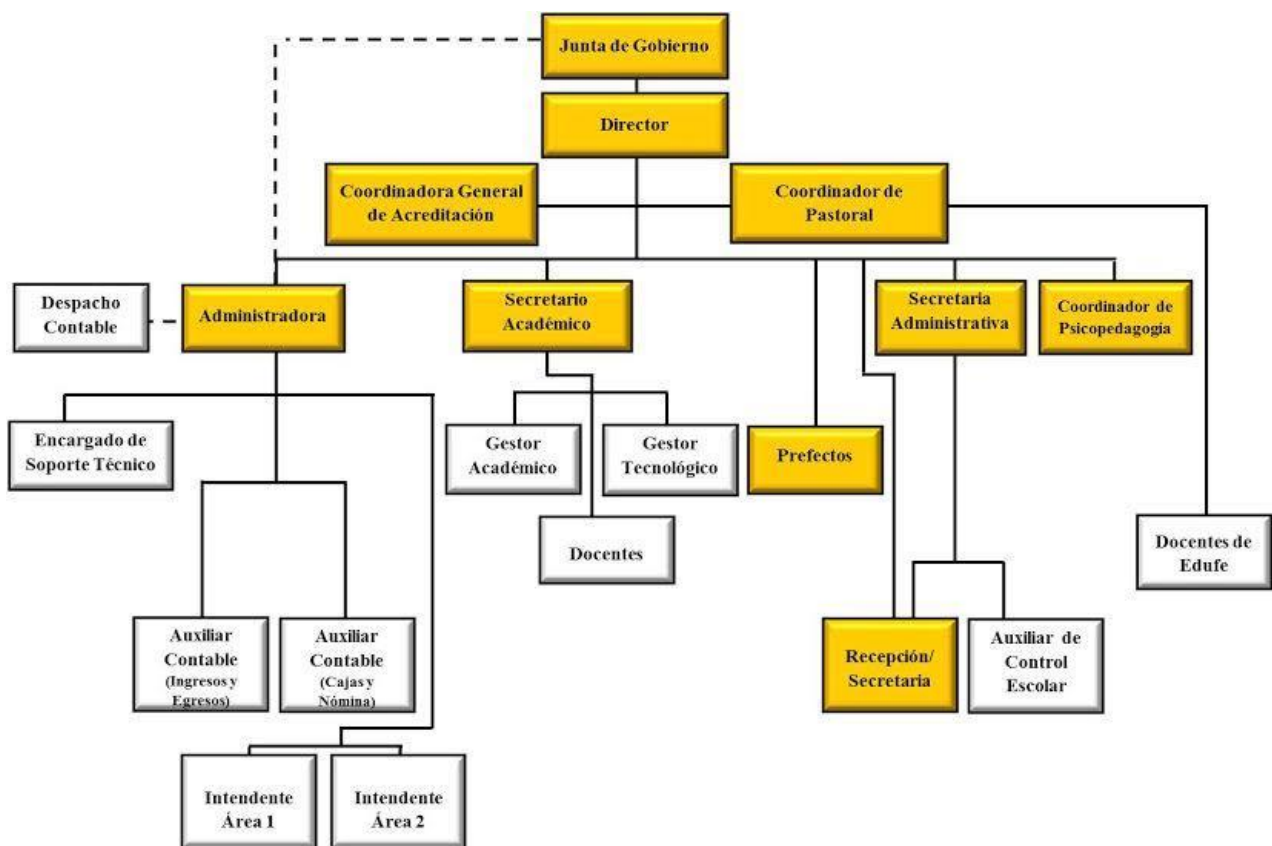 Junta de Gobierno
Director
Coordinadora General
de Acreditación
Coordinador de
Pastoral
Despacho
Contable
Administradora
Secretario
Académico
Secretaria
Administrativa
Coordinador de
Psicopedagogía
Encargado de
Soporte Técnico
Gestor
Académico
Gestor
Tecnológico
Prefectos
Docentes
Docentes de
Edufe
Auxiliar
Contable
(Ingresos y
Egresos)
Auxiliar
Contable
(Cajas y
Nómina)
Recepción/
Secretaria
Auxiliar de
Control
Escolar
Intendente
Área 1
Intendente
Área 2